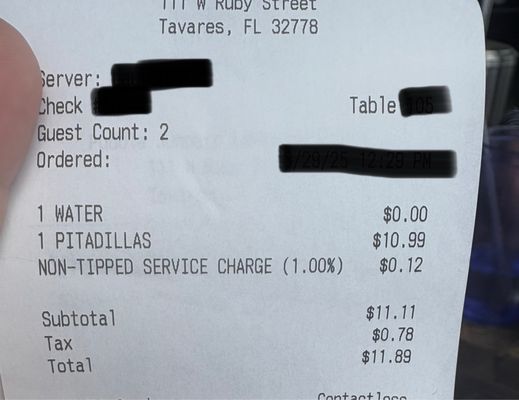 111 W Ruby Street
Tavares, FL 32778
Server:
Check Table
Guest Count: 2
Ordered:
1 WATER $0.00
1 PITADILLAS $10.99
NON-TIPPED SERVICE CHARGE (1.00%) $0.12
Subtotal $11.11
Tax $0.78
Total $11.89
Contactless